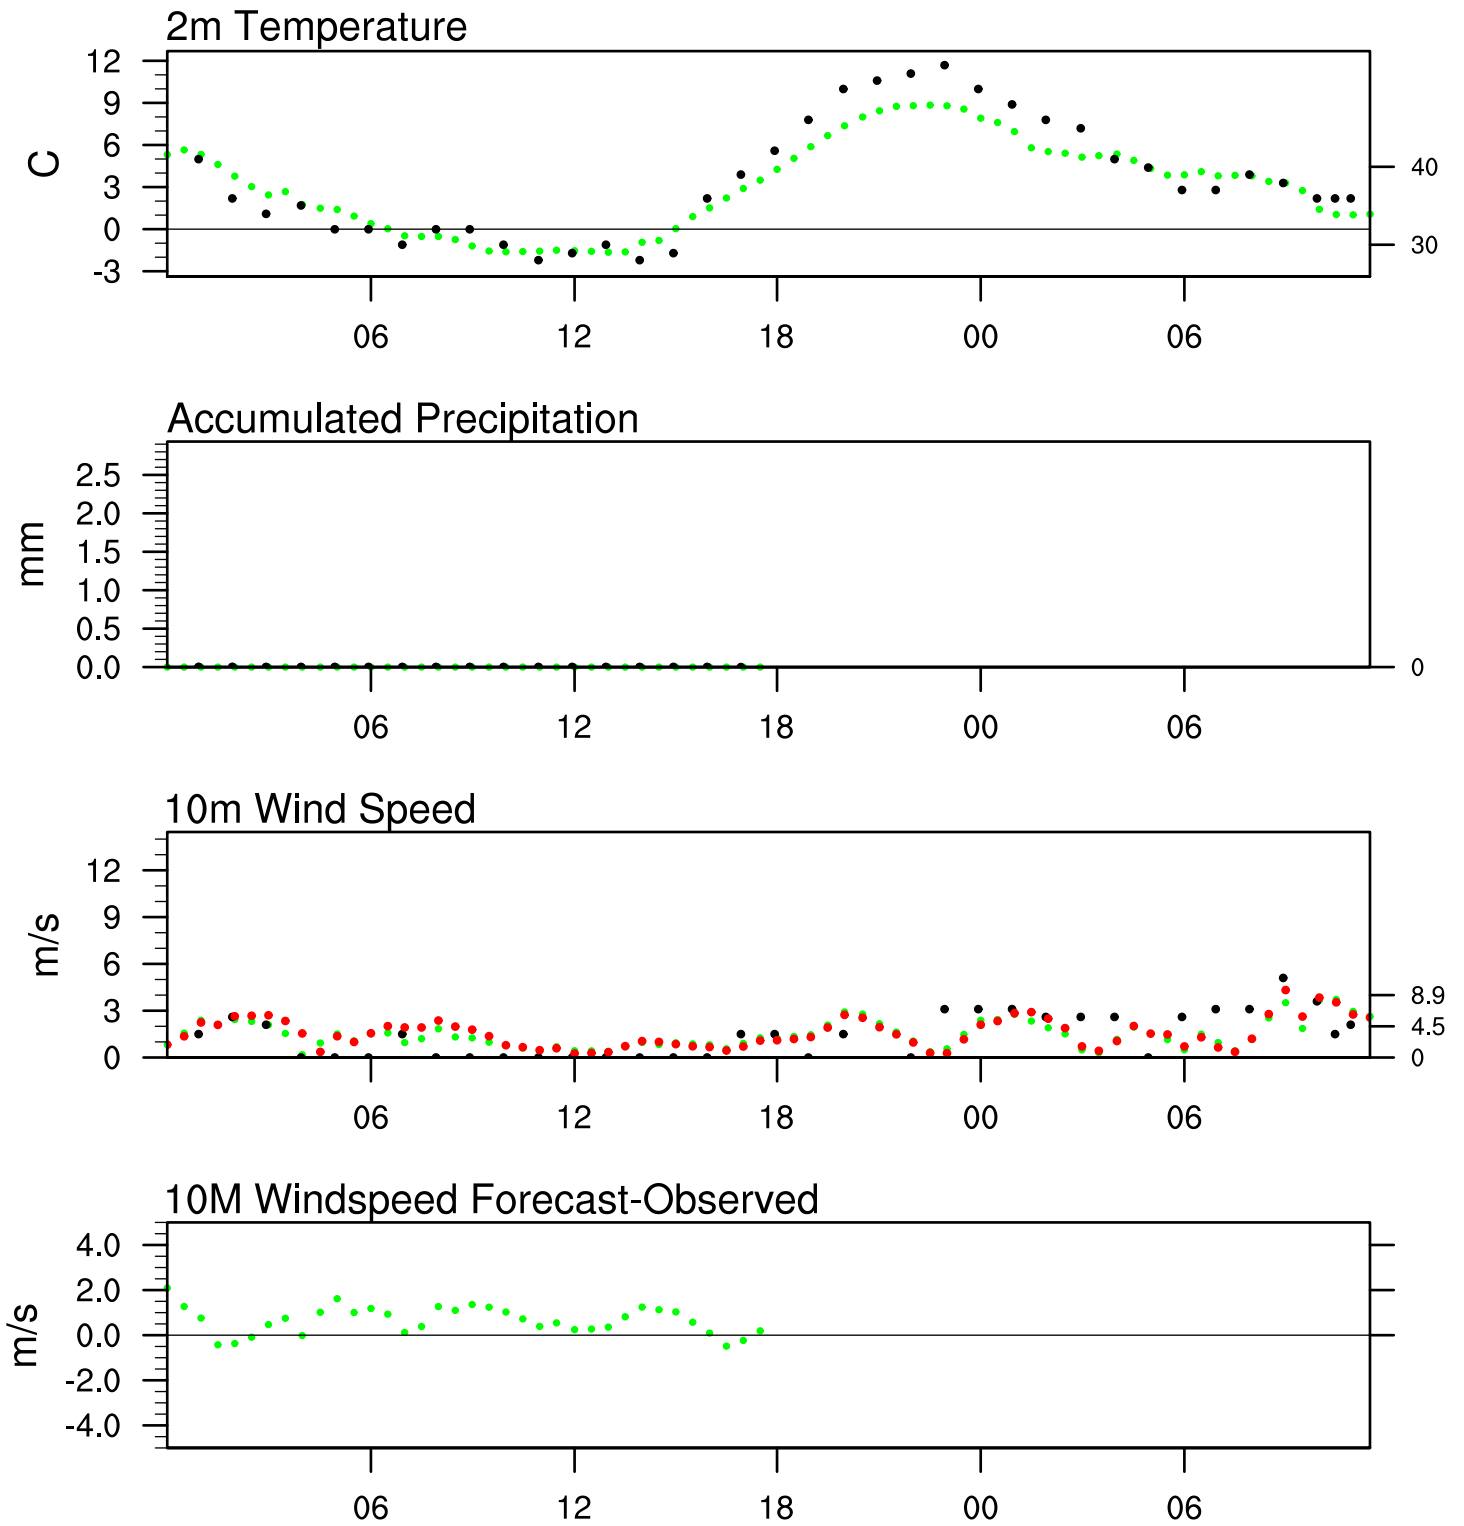 2m Temperature
12
9
6
3
0
-3
C
40
30
06 12 18 00 06
Accumulated Precipitation
2.5
2.0
1.5
1.0
0.5
0.0
mm
0
06 12 18 00 06
10m Wind Speed
12
9
6
3
0
m/s
8.9
4.5
0
06 12 18 00 06
10M Windspeed Forecast-Observed
4.0
2.0
0.0
-2.0
-4.0
m/s
06 12 18 00 06